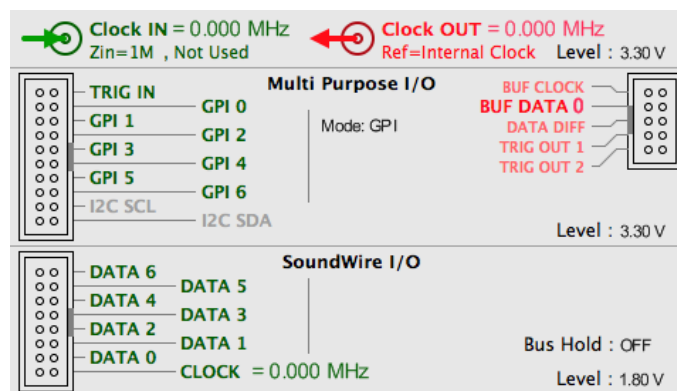 Clock IN = 0.000 MHz
Zin=1M , Not Used
Clock OUT = 0.000 MHz
Ref=Internal Clock Level : 3.30 V
Multi Purpose I/O
TRIG IN
GPI 0
GPI 1
GPI 2
GPI 3
GPI 4
GPI 5
GPI 6
I2C SCL
I2C SDA
Mode: GPI
BUF CLOCK
BUF DATA 0
DATA DIFF
TRIG OUT 1
TRIG OUT 2
Level : 3.30 V
SoundWire I/O
DATA 6
DATA 5
DATA 4
DATA 3
DATA 2
DATA 1
DATA 0
CLOCK = 0.000 MHz
Bus Hold : OFF
Level : 1.80 V